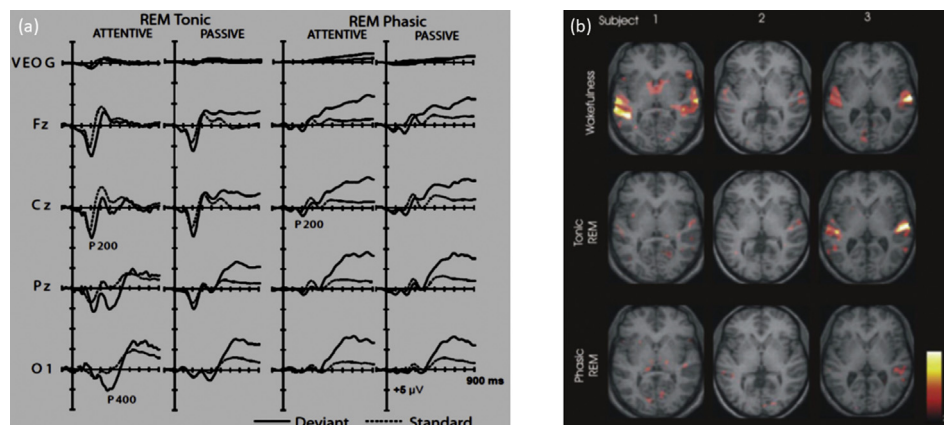 (a)
REM Tonic
REM Phasic
ATTENTIVE
PASSIVE
ATTENTIVE
PASSIVE
VEOG
Fz
Cz
P200
P200
Pz
O1
P400
+5 µV
900 ms
Deviant
Standard
(b)
Subject
1
2
3
Wakefulness
Tonic
REM
Phasic
REM